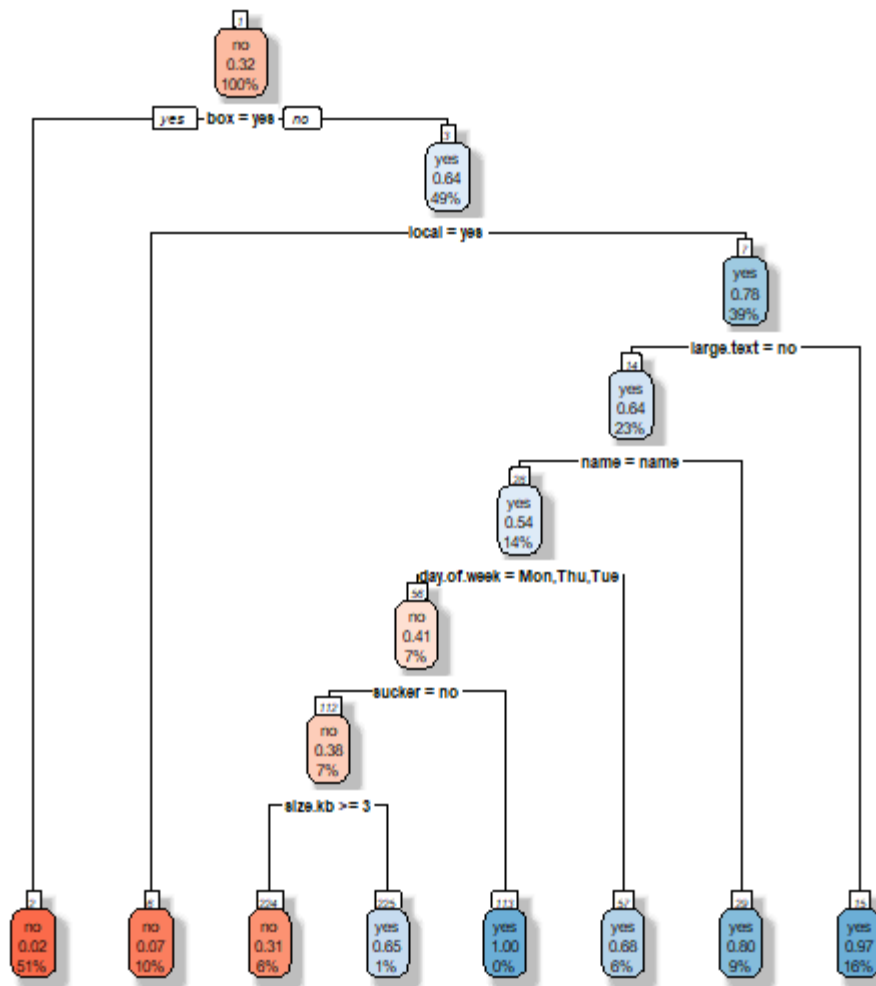 1
no
0.32
100%
yes box = yes no
3
yes
0.64
49%
local = yes
7
yes
0.78
39%
large.text = no
14
yes
0.64
23%
name = name
28
yes
0.54
14%
day.of.week = Mon,Thu,Tue
56
no
0.41
7%
sucker = no
112
no
0.38
7%
size.kb >= 3
2 6 224 225 113 57 29 15
no no no yes yes yes yes yes
0.02 0.07 0.31 0.65 1.00 0.68 0.80 0.97
51% 10% 6% 1% 0% 6% 9% 16%